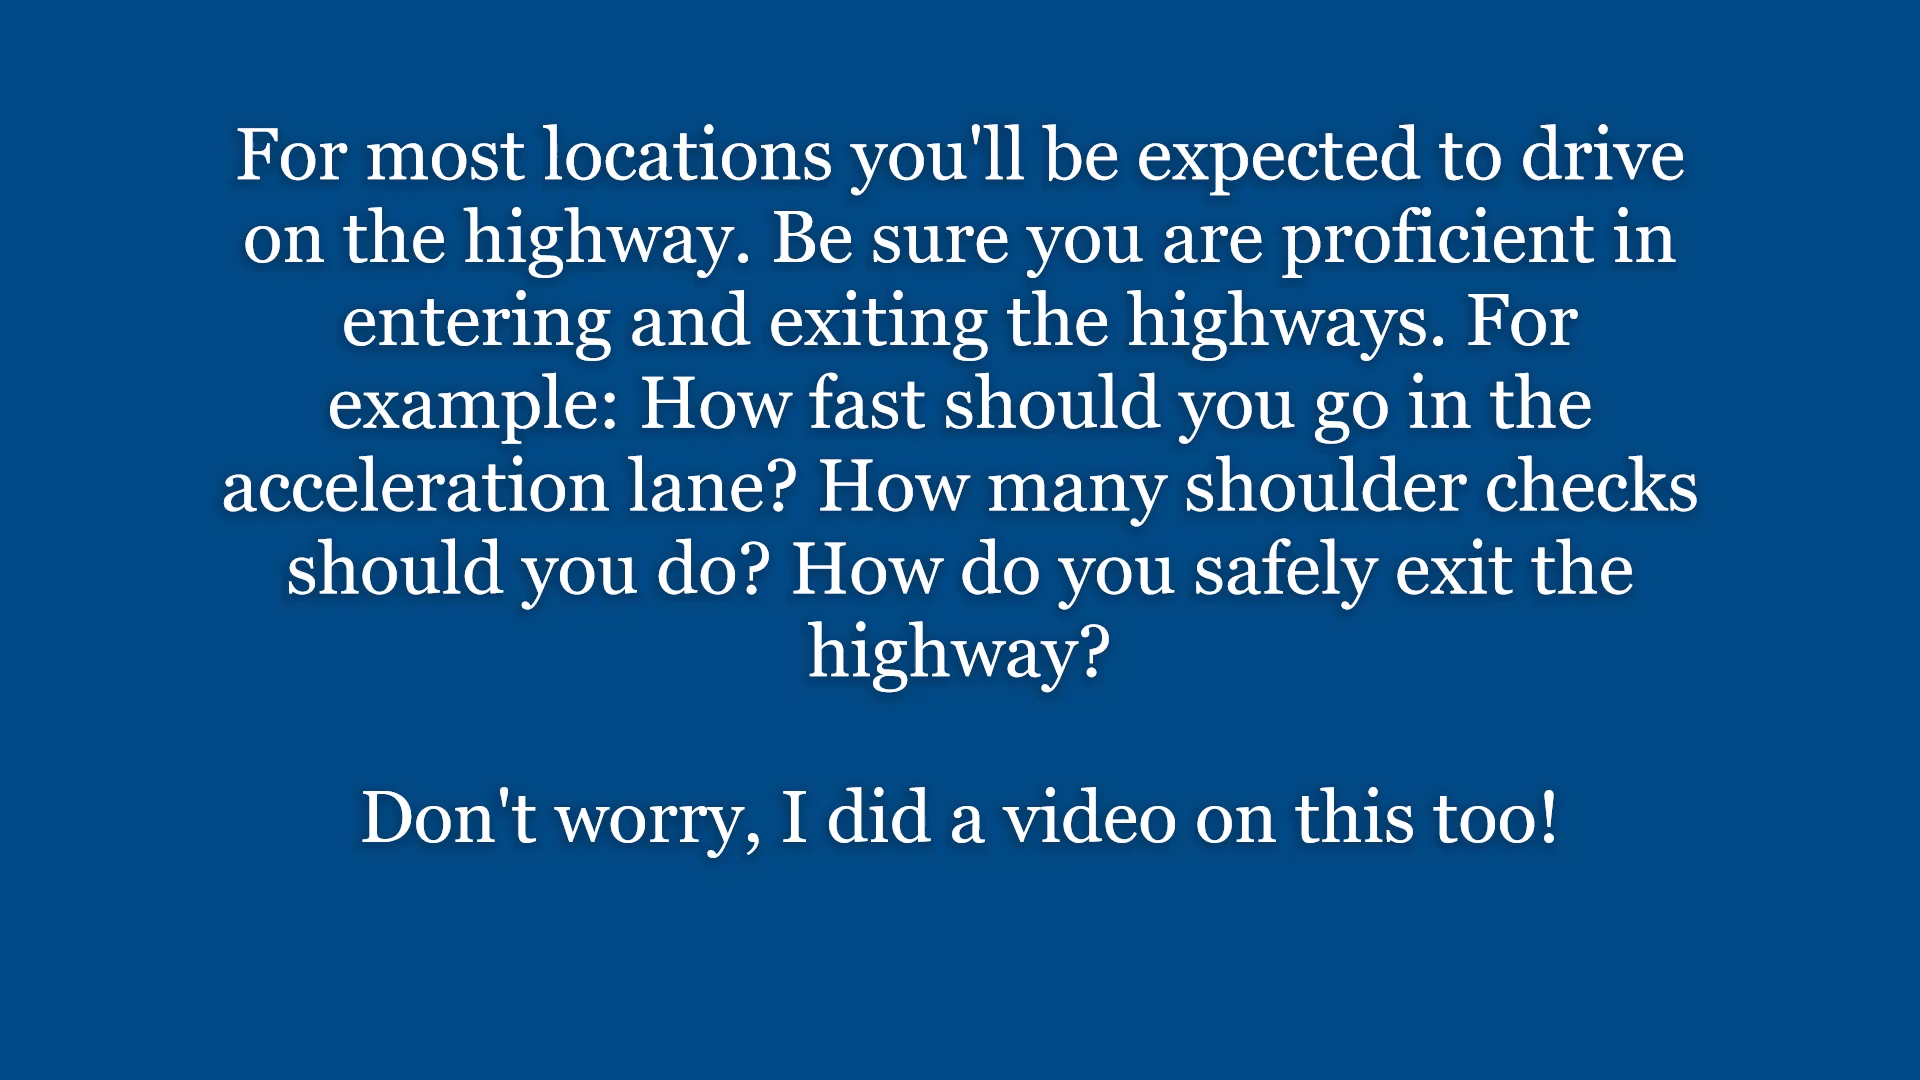 For most locations you'll be expected to drive
on the highway. Be sure you are proficient in
entering and exiting the highways. For
example: How fast should you go in the
acceleration lane? How many shoulder checks
should you do? How do you safely exit the
highway?
Don't worry, I did a video on this too!